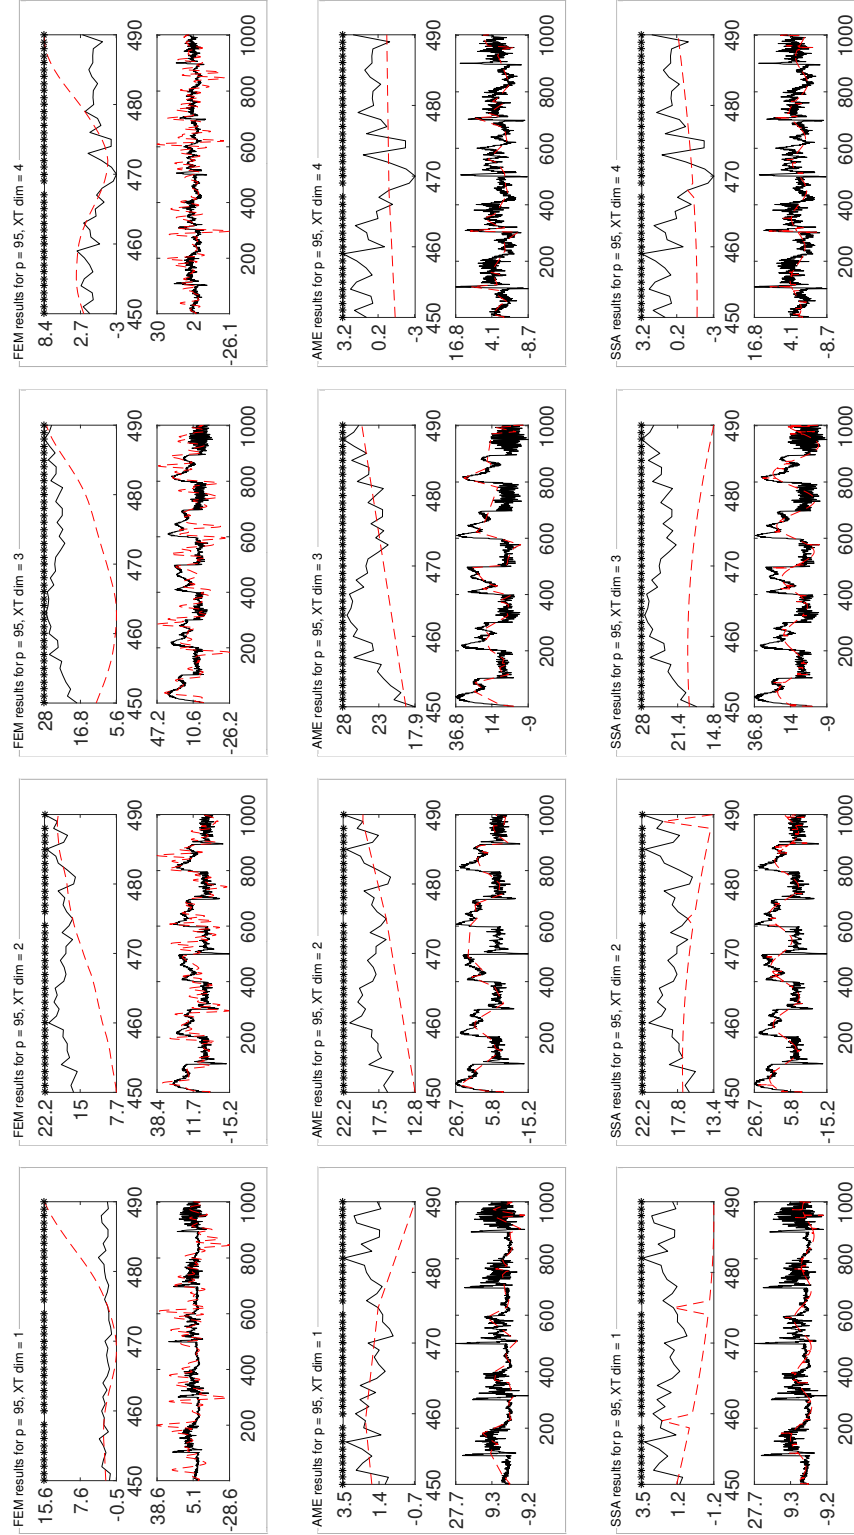 FEM results for p = 95, XT dim = 1
15.6
7.6
-0.5
450 460 470 480 490
38.6
5.1
-28.6
200 400 600 800 1000
FEM results for p = 95, XT dim = 2
22.2
15
7.7
450 460 470 480 490
38.4
11.7
-15.2
200 400 600 800 1000
FEM results for p = 95, XT dim = 3
28
16.8
5.6
450 460 470 480 490
47.2
10.6
-26.2
200 400 600 800 1000
FEM results for p = 95, XT dim = 4
8.4
2.7
-3
450 460 470 480 490
30
2
-26.1
200 400 600 800 1000
AME results for p = 95, XT dim = 1
3.5
1.4
-0.7
450 460 470 480 490
27.7
9.3
-9.2
200 400 600 800 1000
AME results for p = 95, XT dim = 2
22.2
17.5
12.8
450 460 470 480 490
26.7
5.8
-15.2
200 400 600 800 1000
AME results for p = 95, XT dim = 3
28
23
17.9
450 460 470 480 490
36.8
14
-9
200 400 600 800 1000
AME results for p = 95, XT dim = 4
3.2
0.2
-3
450 460 470 480 490
16.8
4.1
-8.7
200 400 600 800 1000
SSA results for p = 95, XT dim = 1
3.5
1.2
-1.2
450 460 470 480 490
27.7
9.3
-9.2
200 400 600 800 1000
SSA results for p = 95, XT dim = 2
22.2
17.8
13.4
450 460 470 480 490
26.7
5.8
-15.2
200 400 600 800 1000
SSA results for p = 95, XT dim = 3
28
21.4
14.8
450 460 470 480 490
36.8
14
-9
200 400 600 800 1000
SSA results for p = 95, XT dim = 4
3.2
0.2
-3
450 460 470 480 490
16.8
4.1
-8.7
200 400 600 800 1000